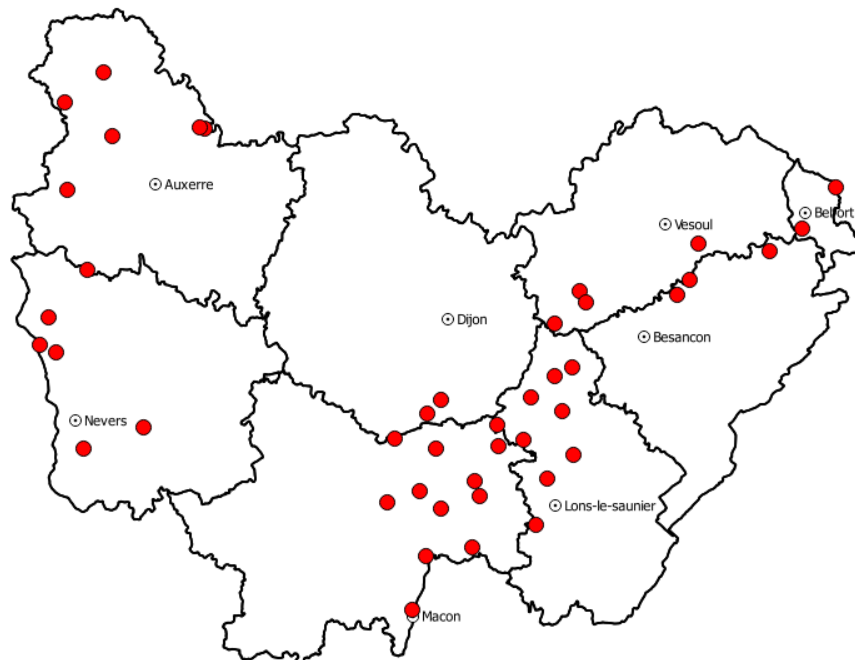 Auxerre
Vesoul
Belfort
Dijon
Besancon
Nevers
Lons-le-saunier
Macon